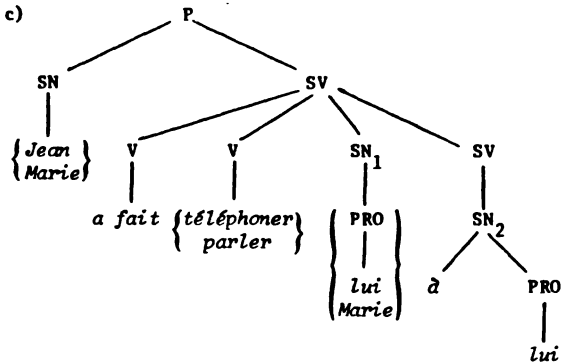 c)
P
SN SV
{Jean Marie} V V SN1 SV
a fait {téléphoner parler} PRO SN2
lui Marie à PRO
lui